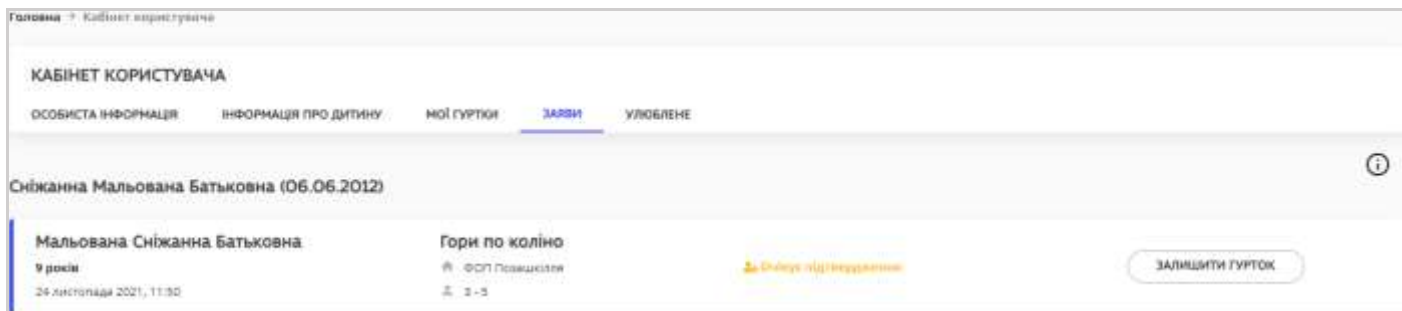 Головна → Кабінет користувача
КАБІНЕТ КОРИСТУВАЧА
ОСОБИСТА ІНФОРМАЦІЯ ІНФОРМАЦІЯ ПРО ДИТИНУ МОЇ ГУРТКИ ЗАЯВИ УЛЮБЛЕНЕ
Сніжанна Мальована Батьковна (06.06.2012)
Мальована Сніжанна Батьковна
9 років
24 листопада 2021, 11:50
Гори по коліно
ФОП Позашкілля
3 - 5
Очікує підтвердження
ЗАЛИШИТИ ГУРТОК